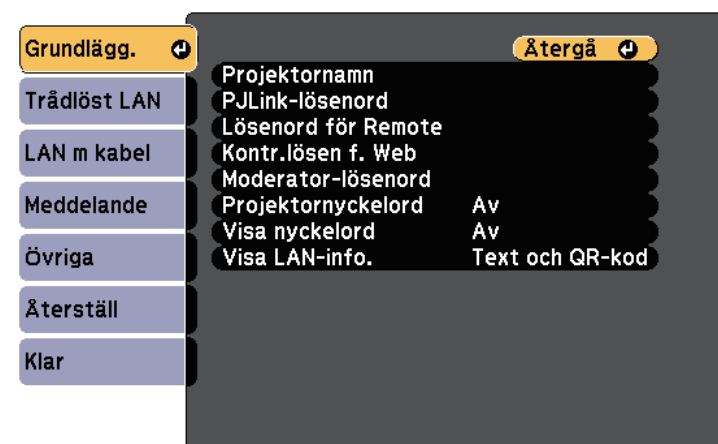 Grundlägg.
Trådlöst LAN
LAN m kabel
Meddelande
Övriga
Återställ
Klar
Återgå
Projektornamn
PJLink-lösenord
Lösenord för Remote
Kontr.lösen f. Web
Moderator-lösenord
Projektornyckelord Av
Visa nyckelord Av
Visa LAN-info. Text och QR-kod